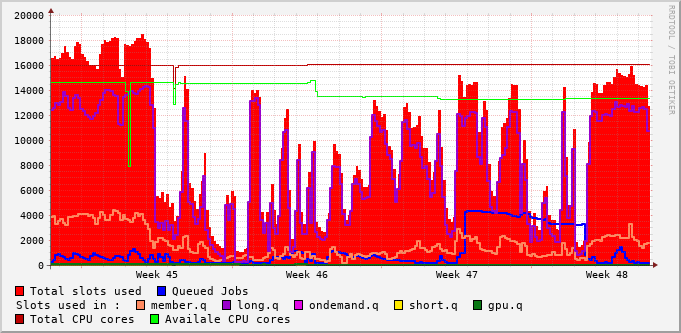 20000
18000
16000
14000
12000
10000
8000
6000
4000
2000
0
Week 45 Week 46 Week 47 Week 48
RRDTOOL / TOBI OETIKER
Total slots used Queued Jobs
Slots used in : member.q long.q ondemand.q short.q gpu.q
Total CPU cores Availale CPU cores